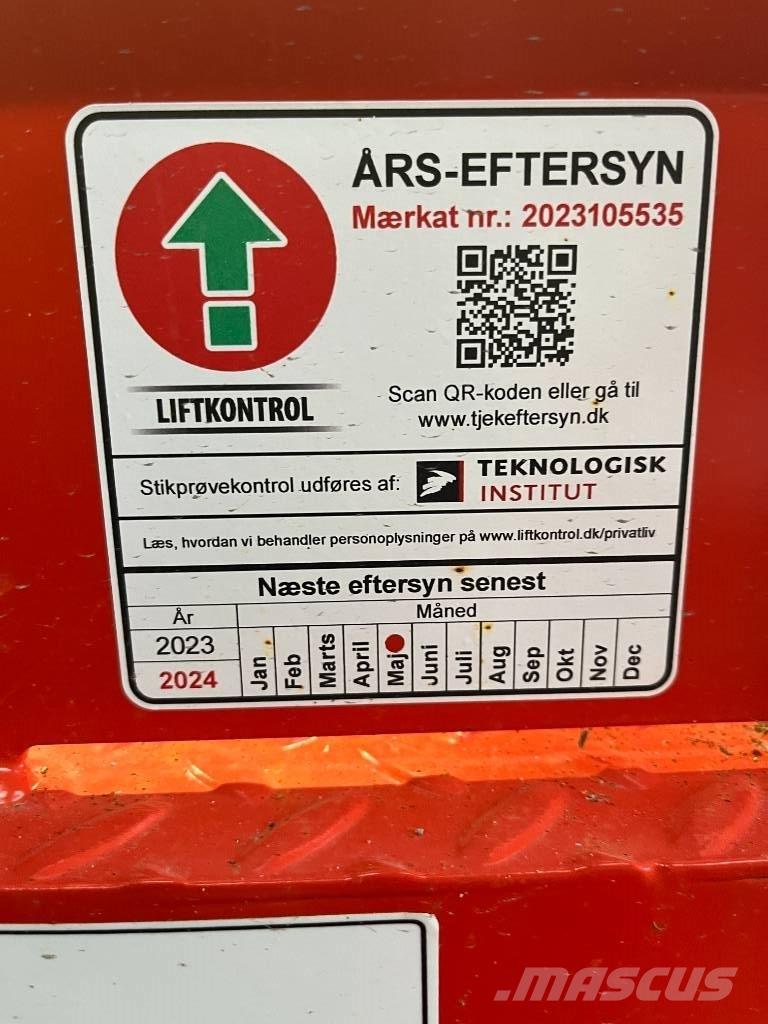 ÅRS-EFTERSYN
Mærkat nr.: 2023105535
LIFTKONTROL
Scan QR-koden eller gå til
www.tjekeftersyn.dk
Stikprøvekontrol udføres af:
TEKNOLOGISK
INSTITUT
Læs, hvordan vi behandler personoplysninger på www.liftkontrol.dk/privatliv
Næste eftersyn senest
År Måned
2023
2024
Jan Feb Marts April Maj Juni Juli Aug Sep Okt Nov Dec
MASCUS